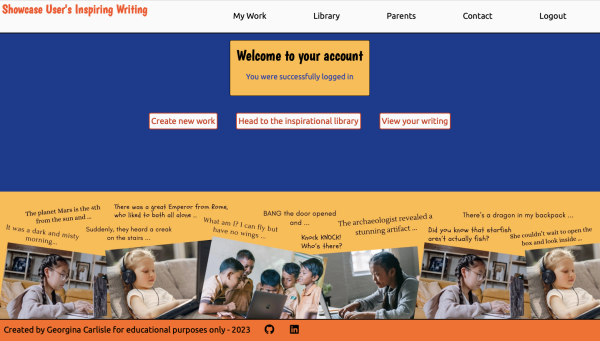 Showcase User's Inspiring Writing
My Work
Library
Parents
Contact
Logout
Welcome to your account
You were successfully logged in
Create new work
Head to the inspirational library
View your writing
The planet Mars is the 4th
from the sun and ...
There was a great Emperor from Rome,
who liked to bath all alone ...
It was a dark and misty
morning...
Suddenly, they heard a creak
on the stairs ...
What am I? I can fly but
have no wings ...
BANG the door opened
and ...
Knock KNOCK!
Who's there?
The archaeologist revealed a
stunning artifact ...
There's a dragon in my backpack ...
Did you know that starfish
aren't actually fish?
She couldn't wait to open the
box and look inside ...
Created by Georgina Carlisle for educational purposes only - 2023